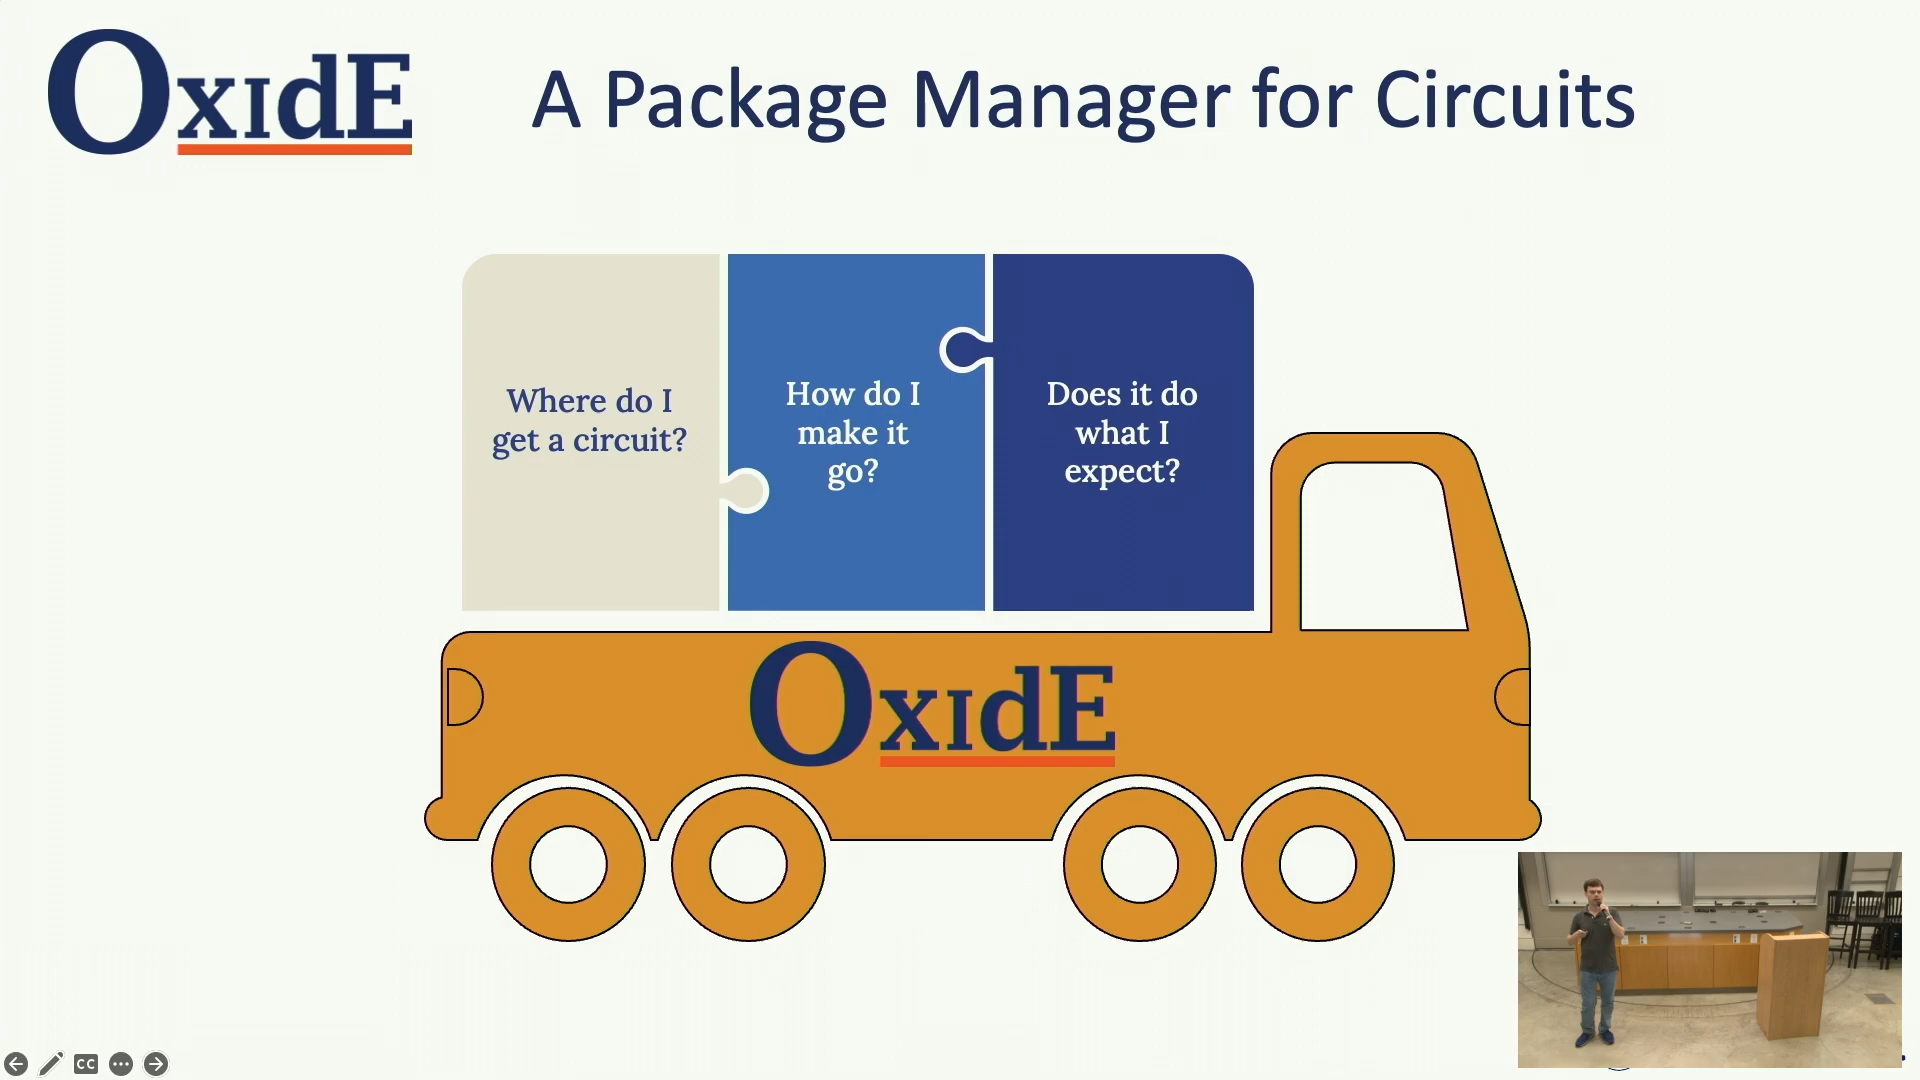 OxIdE
A Package Manager for Circuits
Where do I
get a circuit?
How do I
make it
go?
Does it do
what I
expect?
OxIdE
CC